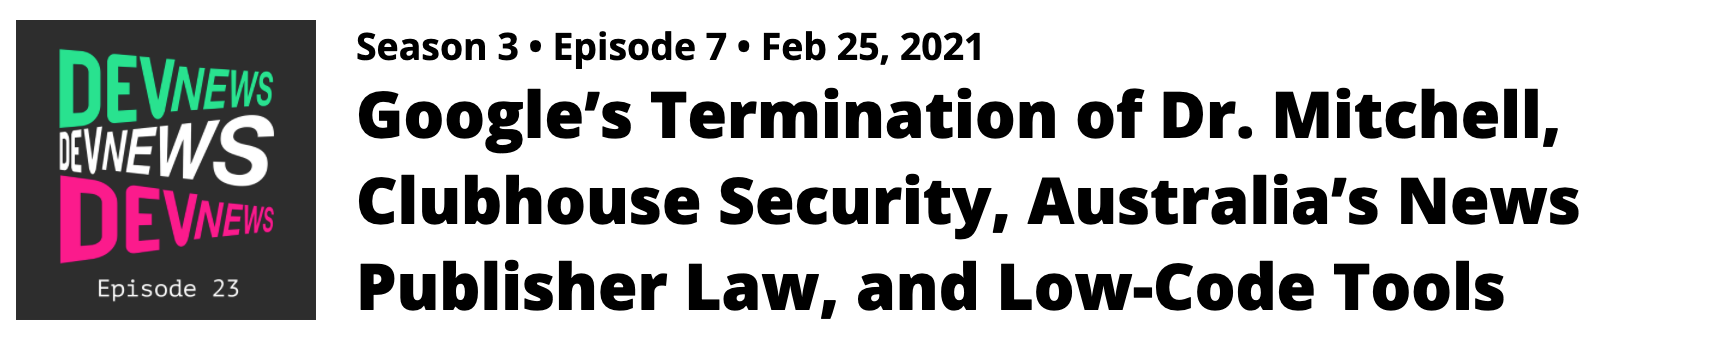 DEVNEWS
DEVNEWS
DEVNEWS
Episode 23
Season 3 • Episode 7 • Feb 25, 2021
Google’s Termination of Dr. Mitchell,
Clubhouse Security, Australia’s News
Publisher Law, and Low-Code Tools